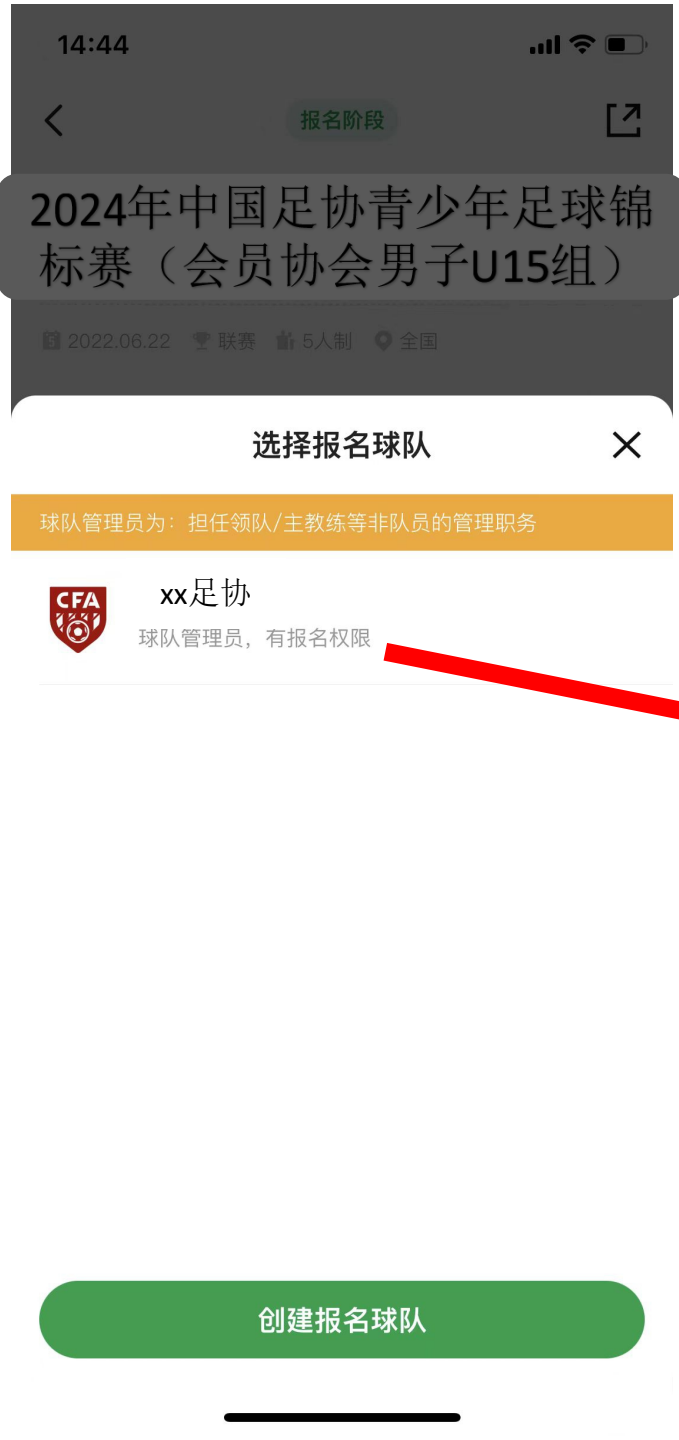 14:44
报名阶段
2024年中国足协青少年足球锦
标赛（会员协会男子U15组）
2022.06.22 联赛 5人制 全国
选择报名球队
球队管理员为：担任领队/主教练等非队员的管理职务
CFA
xx足协
球队管理员，有报名权限
创建报名球队